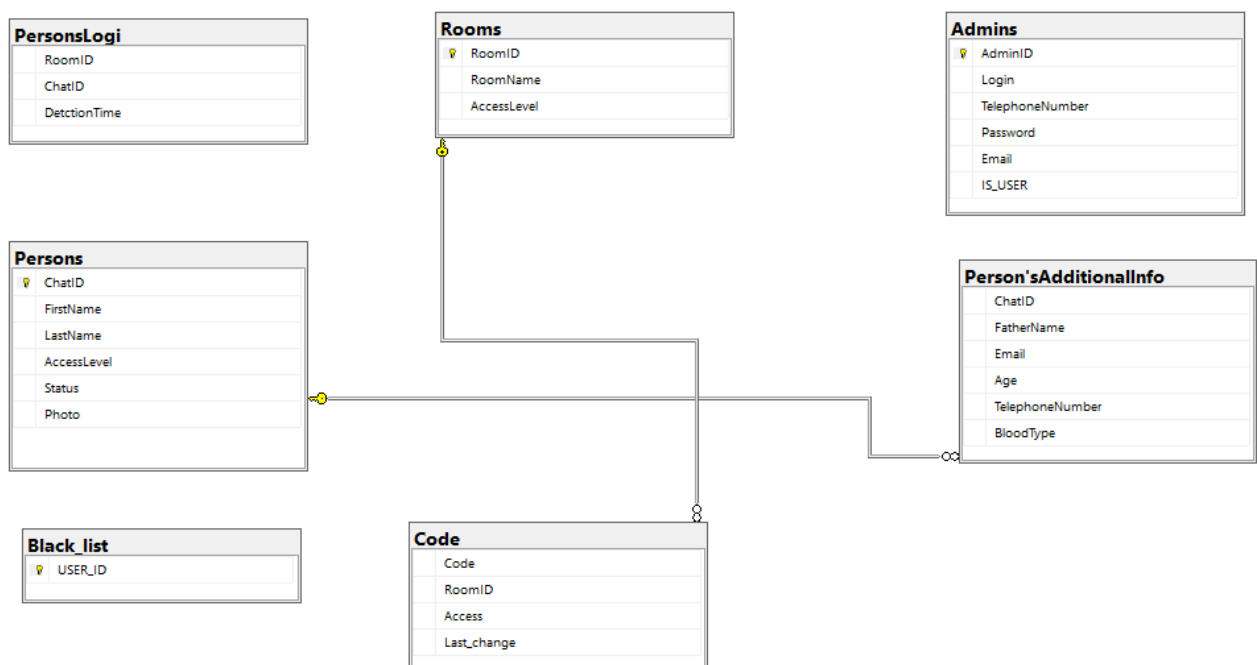 PersonsLogi
RoomID
ChatID
DetctionTime
Rooms
RoomID
RoomName
AccessLevel
Admins
AdminID
Login
TelephoneNumber
Password
Email
IS_USER
Persons
ChatID
FirstName
LastName
AccessLevel
Status
Photo
Person'sAdditionalInfo
ChatID
FatherName
Email
Age
TelephoneNumber
BloodType
Black_list
USER_ID
Code
Code
RoomID
Access
Last_change